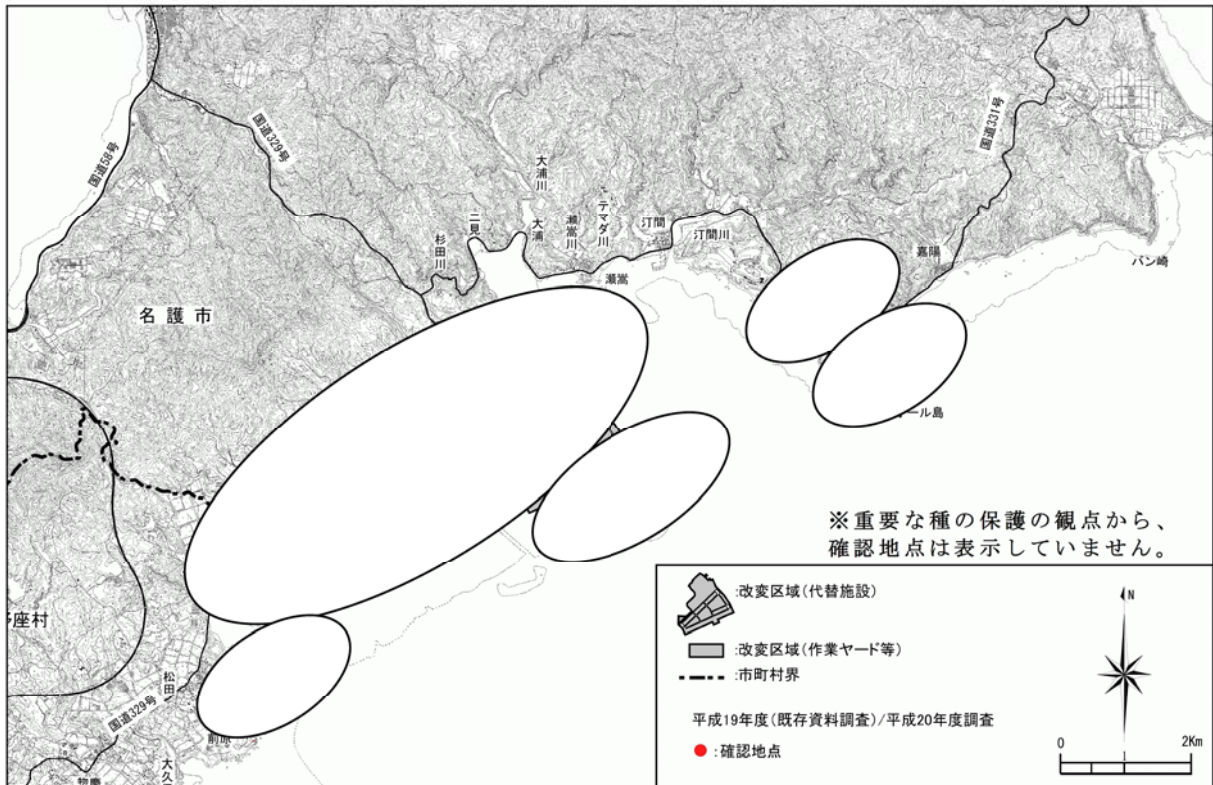 国道58号
国道329号
杉田川
二見
大浦川
大浦
瀬嵩川
テマダ川
汀間
汀間川
瀬嵩
国道331号
嘉陽
バン崎
名護市
ール島
※重要な種の保護の観点から、
確認地点は表示していません。
座村
松田
国道329号
前原
大久
惣慶
:改変区域(代替施設)
:改変区域(作業ヤード等)
:市町村界
平成19年度(既存資料調査)/平成20年度調査
:確認地点
N
0 1 2Km